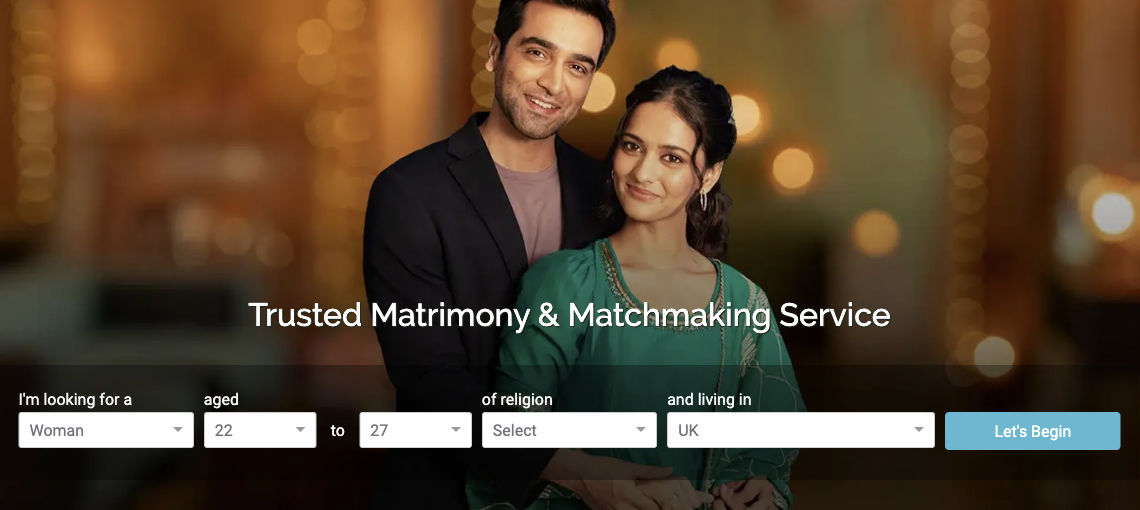 Trusted Matrimony & Matchmaking Service
I'm looking for a aged of religion and living in
Woman 22 to 27 Select UK Let's Begin